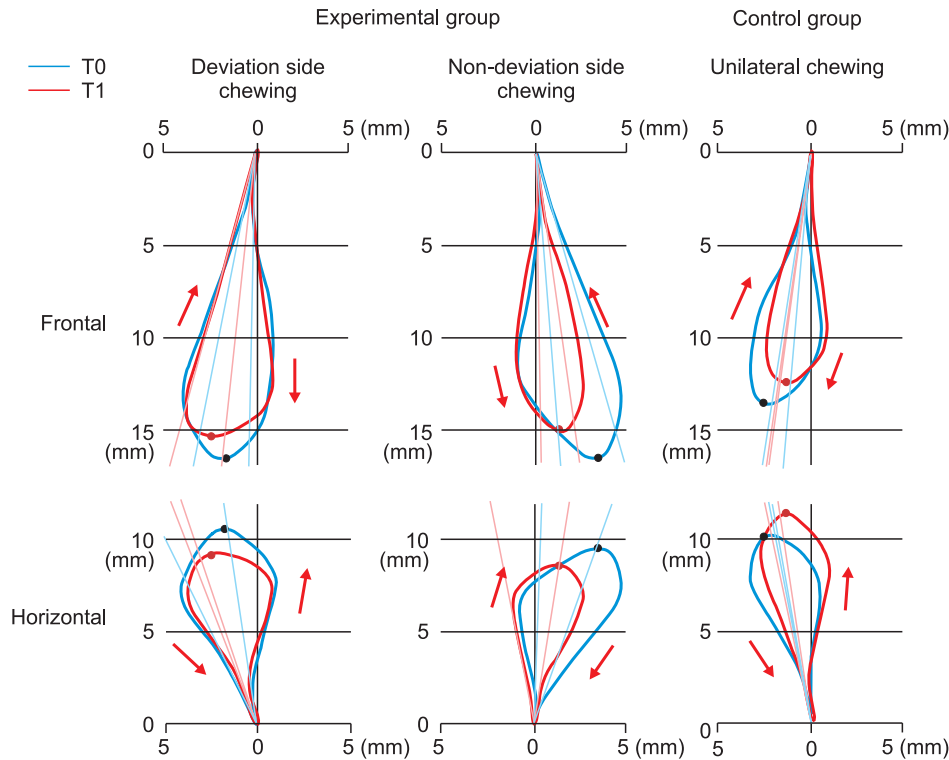 Experimental group
Control group
T0
T1
Deviation side
chewing
Non-deviation side
chewing
Unilateral chewing
5 0 5 (mm)
5 0 5 (mm)
5 0 5 (mm)
0
0
0
5
5
5
Frontal
10
10
10
15
(mm)
15
(mm)
15
(mm)
10
(mm)
10
(mm)
10
(mm)
Horizontal
5
5
5
0
0
0
5 0 5 (mm)
5 0 5 (mm)
5 0 5 (mm)